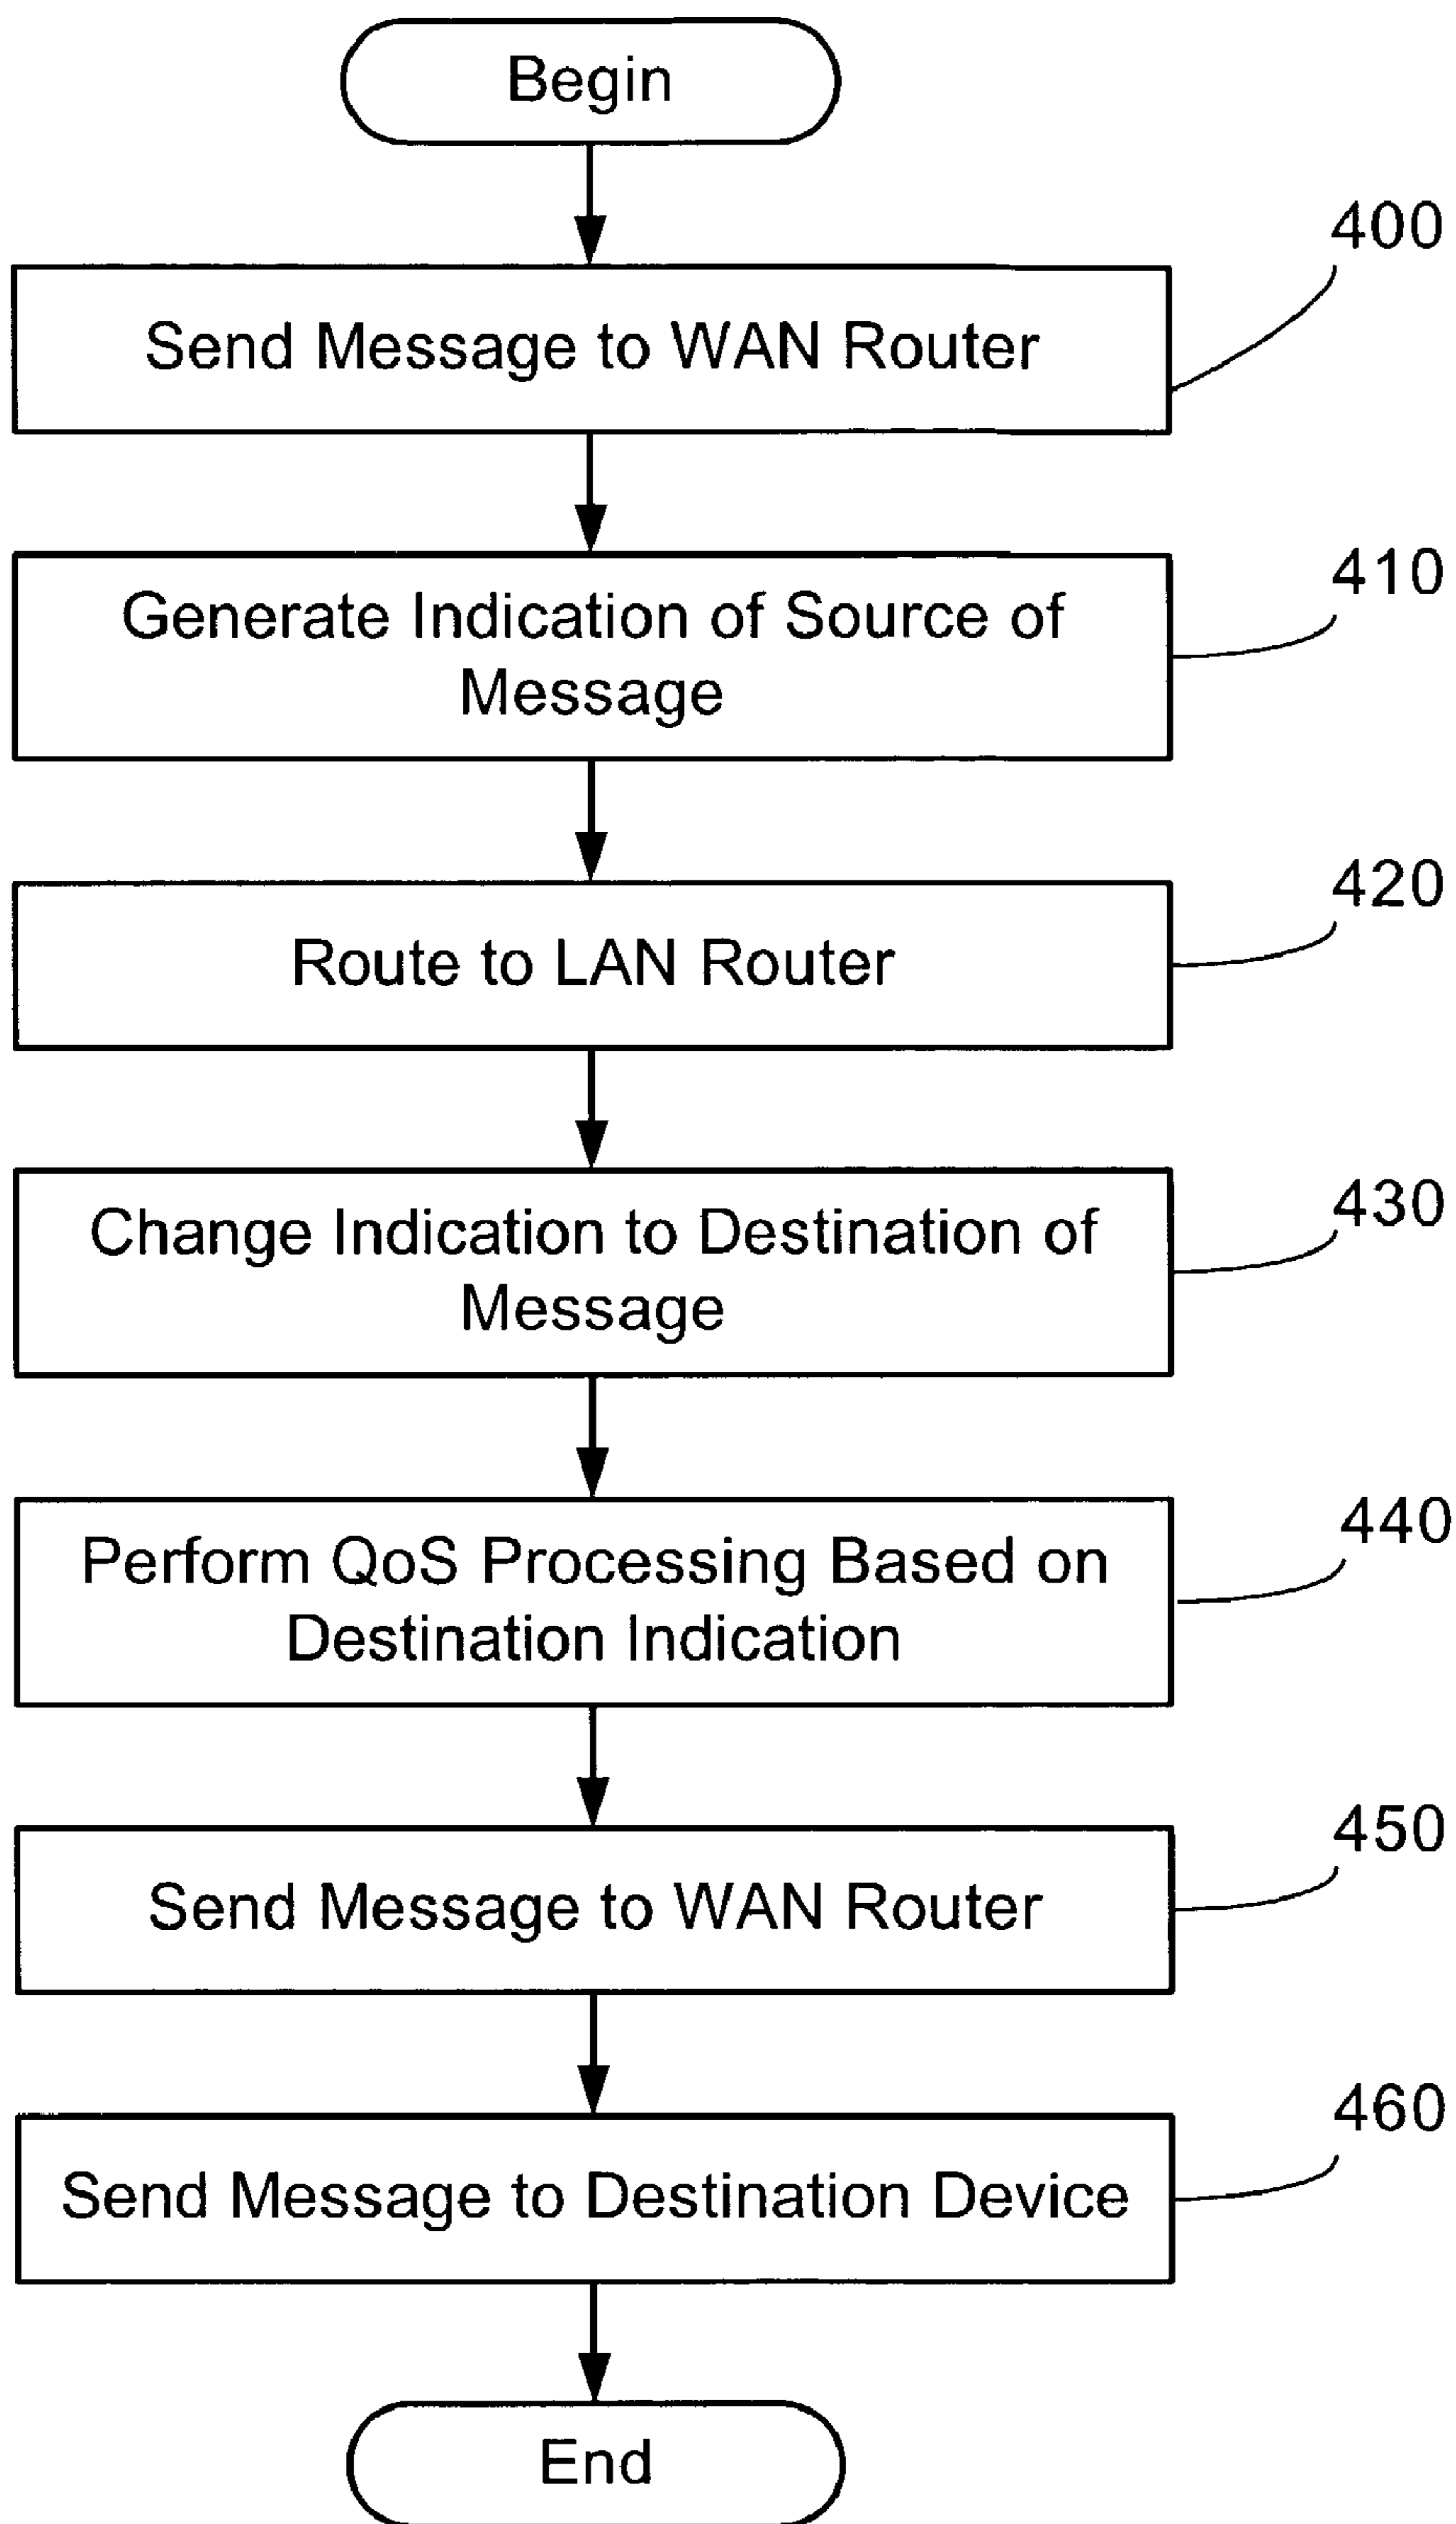 Begin
400
Send Message to WAN Router
410
Generate Indication of Source of
Message
420
Route to LAN Router
430
Change Indication to Destination of
Message
440
Perform QoS Processing Based on
Destination Indication
450
Send Message to WAN Router
460
Send Message to Destination Device
End